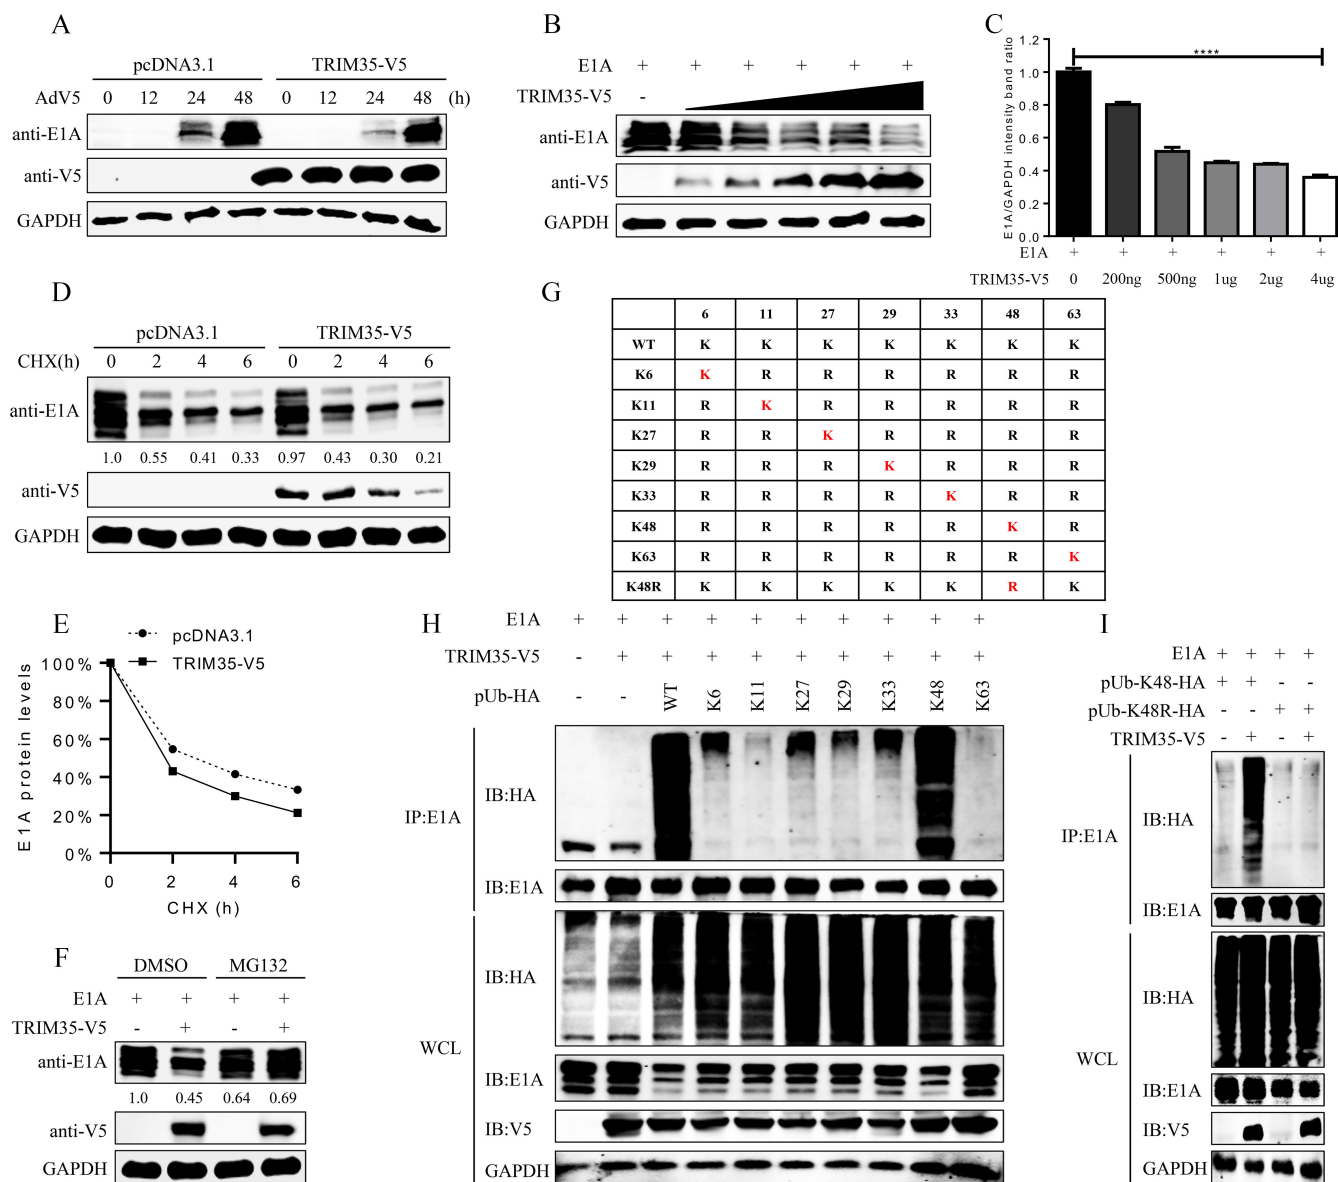 A
pcDNA3.1 TRIM35-V5
AdV5 0 12 24 48 0 12 24 48 (h)
anti-E1A
anti-V5
GAPDH
B
E1A + + + + + +
TRIM35-V5 -
anti-E1A
anti-V5
GAPDH
C
E1A/GAPDH intensity band ratio
1.2
1.0
0.8
0.6
0.4
0.2
0.0
****
E1A + + + + + +
TRIM35-V5 0 200ng 500ng 1ug 2ug 4ug
D
pcDNA3.1 TRIM35-V5
CHX(h) 0 2 4 6 0 2 4 6
anti-E1A
1.0 0.55 0.41 0.33 0.97 0.43 0.30 0.21
anti-V5
GAPDH
G
6 11 27 29 33 48 63
WT K K K K K K K
K6 K R R R R R R
K11 R K R R R R R
K27 R R K R R R R
K29 R R R K R R R
K33 R R R R K R R
K48 R R R R R K R
K63 R R R R R R K
K48R K K K K K R K
E
pcDNA3.1
TRIM35-V5
E1A protein levels
100%
80%
60%
40%
20%
0%
0 2 4 6
CHX (h)
F
DMSO MG132
E1A + + + +
TRIM35-V5 - + - +
anti-E1A
1.0 0.45 0.64 0.69
anti-V5
GAPDH
H
E1A + + + + + + + + + +
TRIM35-V5 - + + + + + + + + +
pUb-HA - - WT K6 K11 K27 K29 K33 K48 K63
IP:E1A
IB:HA
IB:E1A
WCL
IB:HA
IB:E1A
IB:V5
GAPDH
I
E1A + + + +
pUb-K48-HA + + - -
pUb-K48R-HA - - + +
TRIM35-V5 - + - +
IP:E1A
IB:HA
IB:E1A
WCL
IB:HA
IB:E1A
IB:V5
GAPDH